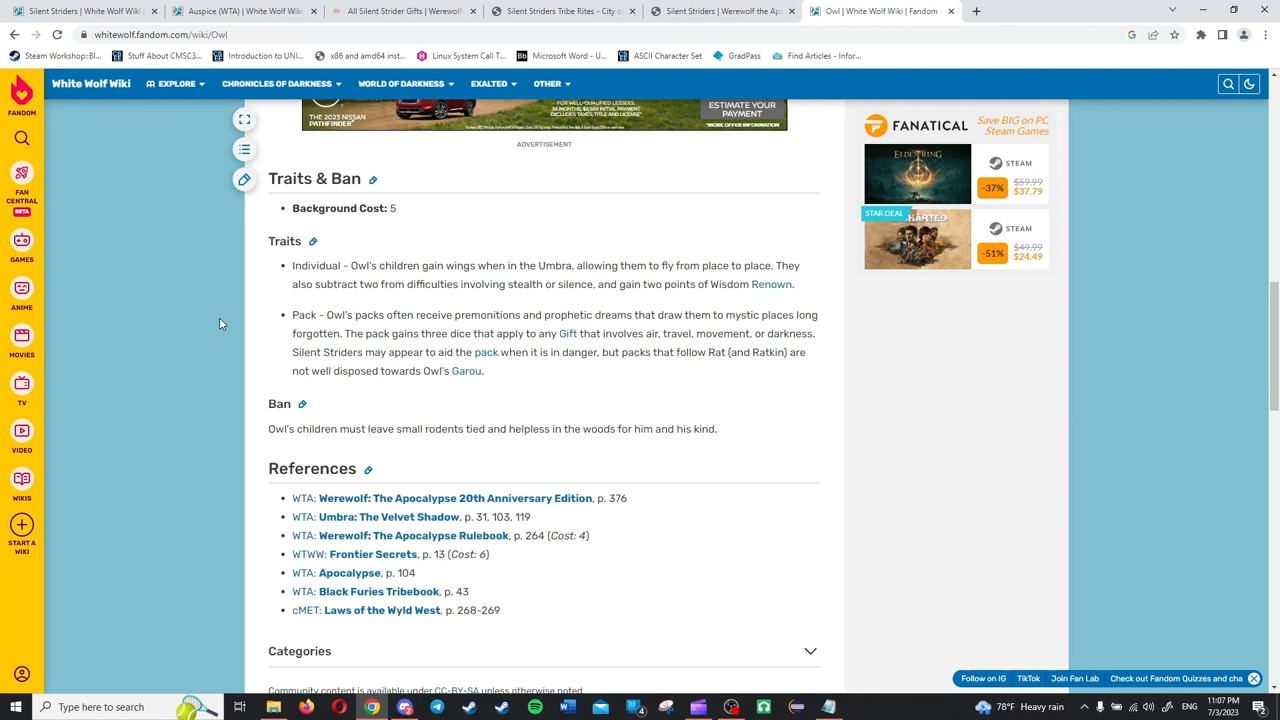 Silent Striders | Werewolf: The A
Auspice (WTA) | Werewolf: The A
All Silent Strider Gifts | Werewolf
Silent Striders Tribe Rites - City o
Silent Striders | Werewolf the Apo
Owl | White Wolf Wiki | Fandom
whitewolf.fandom.com/wiki/Owl
Steam Workshop::Bl...
Stuff About CMSC3...
Introduction to UNI...
x86 and amd64 inst...
Linux System Call T...
Microsoft Word - U...
ASCII Character Set
GradPass
Find Articles - Infor...
FANDOM
White Wolf Wiki
EXPLORE
CHRONICLES OF DARKNESS
WORLD OF DARKNESS
EXALTED
OTHER
FAN
CENTRAL
BETA
GAMES
ANIME
MOVIES
TV
VIDEO
WIKIS
START A
WIKI
THE 2023 NISSAN
PATHFINDER
FOR WELL-QUALIFIED LESSEES.
ESTIMATE YOUR
PAYMENT
*MORE OFFER INFORMATION
ADVERTISEMENT
Traits & Ban
• Background Cost: 5
Traits
• Individual - Owl's children gain wings when in the Umbra, allowing them to fly from place to place. They
also subtract two from difficulties involving stealth or silence, and gain two points of Wisdom Renown.
• Pack - Owl's packs often receive premonitions and prophetic dreams that draw them to mystic places long
forgotten. The pack gains three dice that apply to any Gift that involves air, travel, movement, or darkness.
Silent Striders may appear to aid the pack when it is in danger, but packs that follow Rat (and Ratkin) are
not well disposed towards Owl's Garou.
Ban
Owl's children must leave small rodents tied and helpless in the woods for him and his kind.
References
• WTA: Werewolf: The Apocalypse 20th Anniversary Edition, p. 376
• WTA: Umbra: The Velvet Shadow, p. 31, 103, 119
• WTA: Werewolf: The Apocalypse Rulebook, p. 264 (Cost: 4)
• WTWW: Frontier Secrets, p. 13 (Cost: 6)
• WTA: Apocalypse, p. 104
• WTA: Black Furies Tribebook, p. 43
• cMET: Laws of the Wyld West, p. 268-269
Categories
Community content is available under CC-BY-SA unless otherwise noted.
FANATICAL
Save BIG on PC
Steam Games
ELDEN RING
STEAM
-37%
$59.99
$37.79
STAR DEAL
STEAM
-51%
$49.99
$24.49
Follow on IG
TikTok
Join Fan Lab
Check out Fandom Quizzes and cha
Type here to search
4
78°F Heavy rain
11:07 PM
7/3/2023